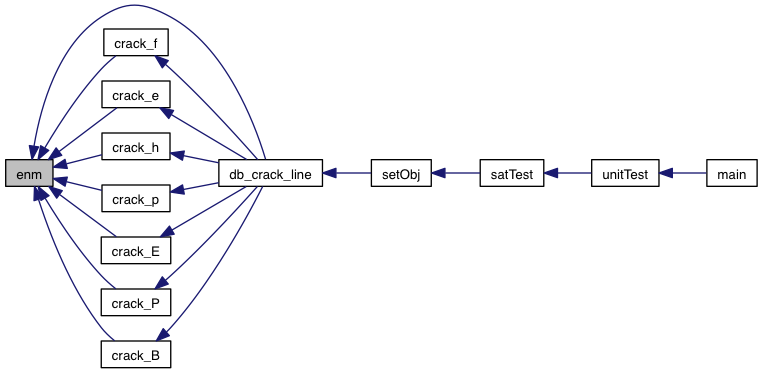 crack_f
crack_e
crack_h
enm
db_crack_line
setObj
satTest
unitTest
main
crack_p
crack_E
crack_P
crack_B